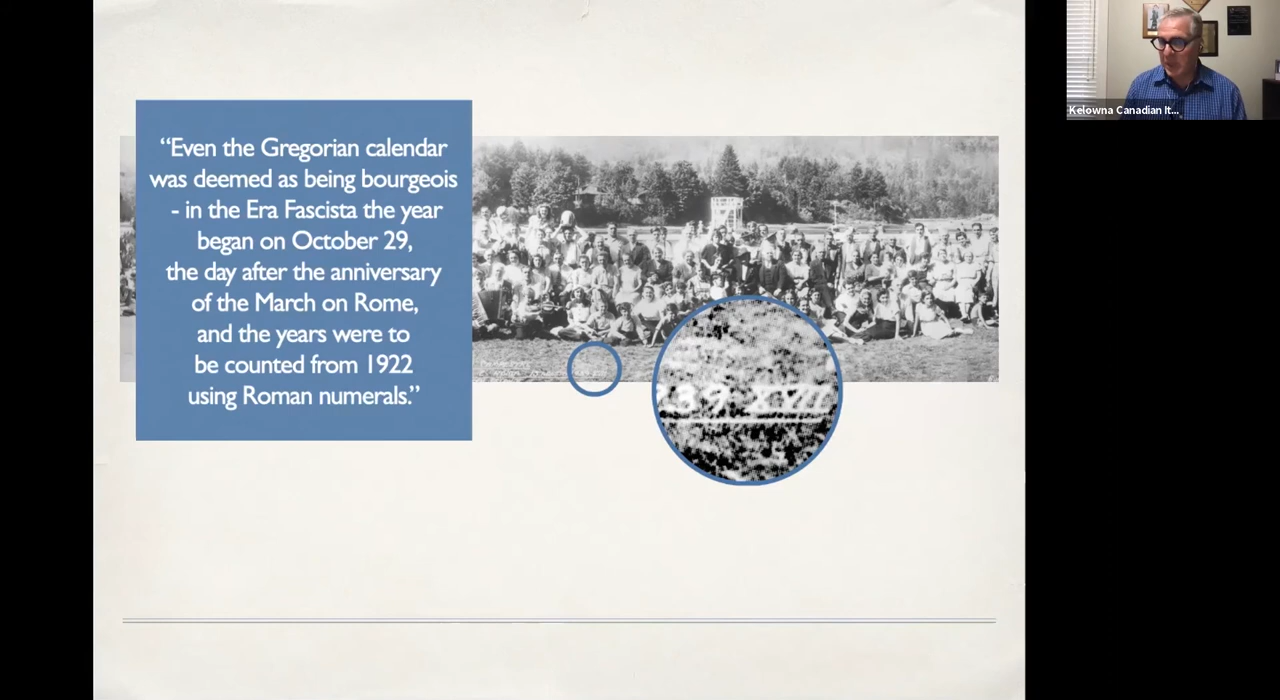 “Even the Gregorian calendar
was deemed as being bourgeois
- in the Era Fascista the year
began on October 29,
the day after the anniversary
of the March on Rome,
and the years were to
be counted from 1922
using Roman numerals.”
39 XVII
Kelowna Canadian It...